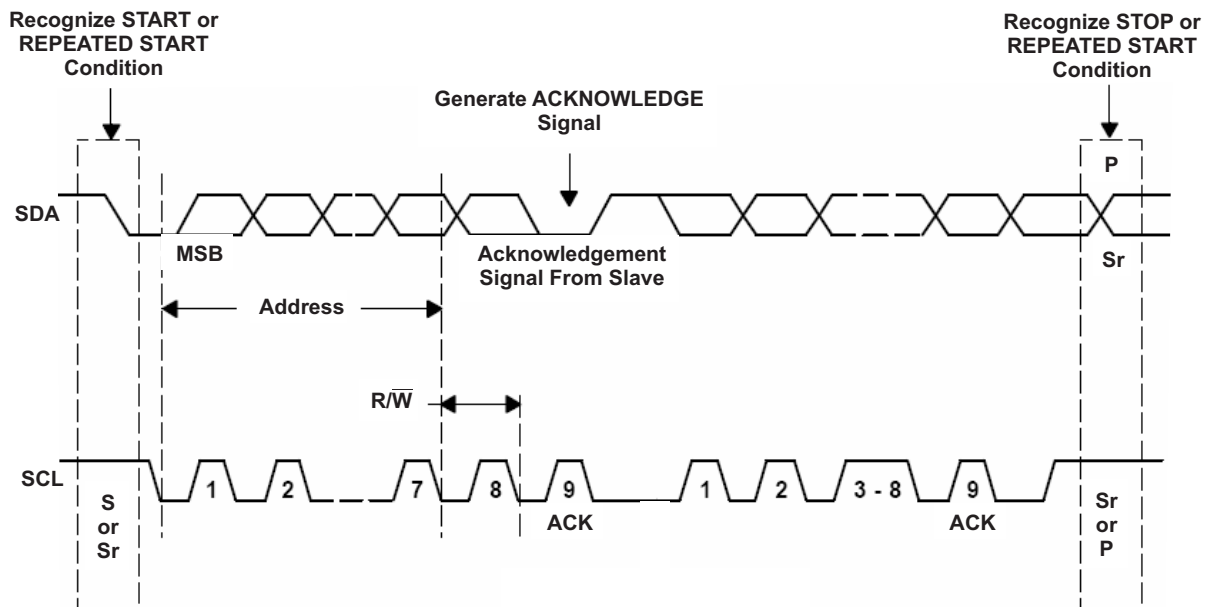 Recognize START or
REPEATED START
Condition
Recognize STOP or
REPEATED START
Condition
Generate ACKNOWLEDGE
Signal
P
SDA
MSB
Acknowledgement
Signal From Slave
Sr
Address
R/W̅
SCL
1
2
7
8
9
1
2
3 - 8
9
S
or
Sr
ACK
ACK
Sr
or
P